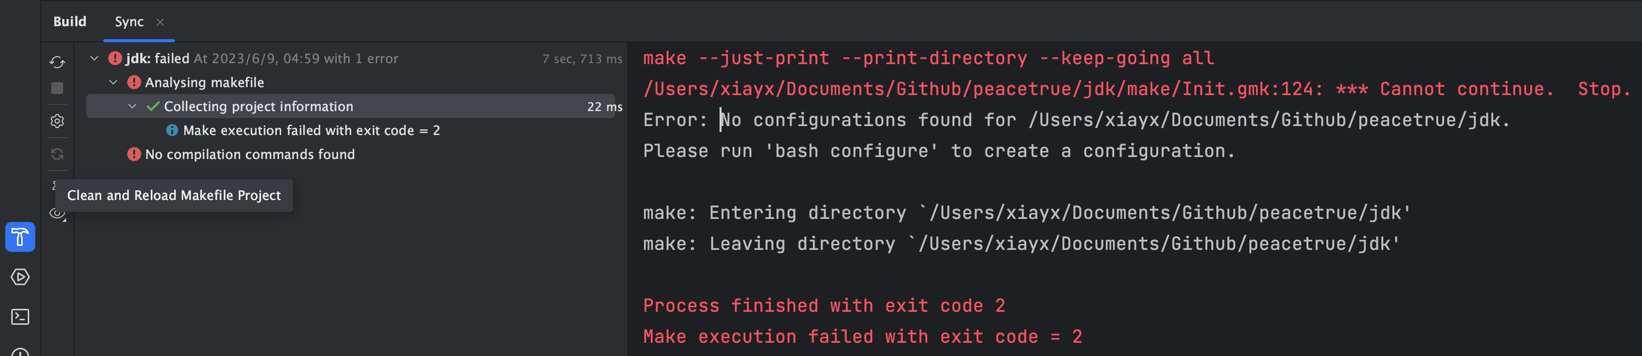 Build Sync ×
jdk: failed At 2023/6/9, 04:59 with 1 error 7 sec, 713 ms
Analysing makefile
Collecting project information 22 ms
Make execution failed with exit code = 2
No compilation commands found
Clean and Reload Makefile Project
make --just-print --print-directory --keep-going all
/Users/xiayx/Documents/Github/peacetrue/jdk/make/Init.gmk:124: *** Cannot continue.  Stop.
Error: No configurations found for /Users/xiayx/Documents/Github/peacetrue/jdk.
Please run 'bash configure' to create a configuration.
make: Entering directory `/Users/xiayx/Documents/Github/peacetrue/jdk'
make: Leaving directory `/Users/xiayx/Documents/Github/peacetrue/jdk'
Process finished with exit code 2
Make execution failed with exit code = 2